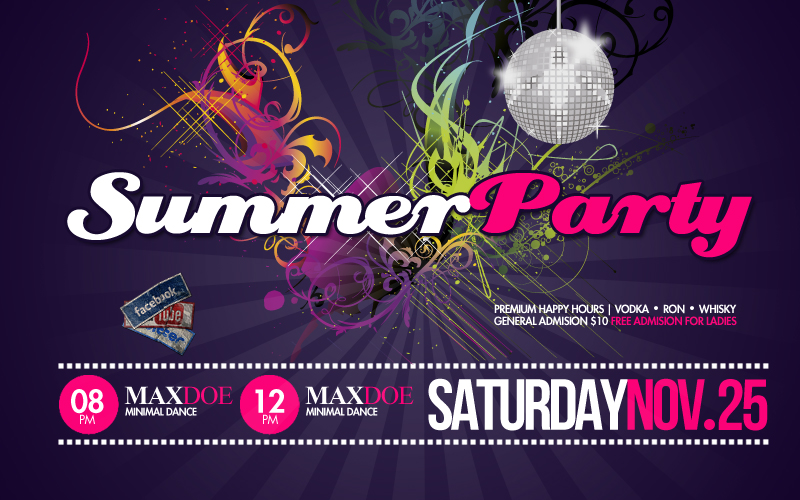 SummerParty
facebook
Tube
PREMIUM HAPPY HOURS | VODKA • RON • WHISKY
GENERAL ADMISION $10 FREE ADMISION FOR LADIES
08
PM
MAXDOE
MINIMAL DANCE
12
PM
MAXDOE
MINIMAL DANCE
SATURDAYNOV.25